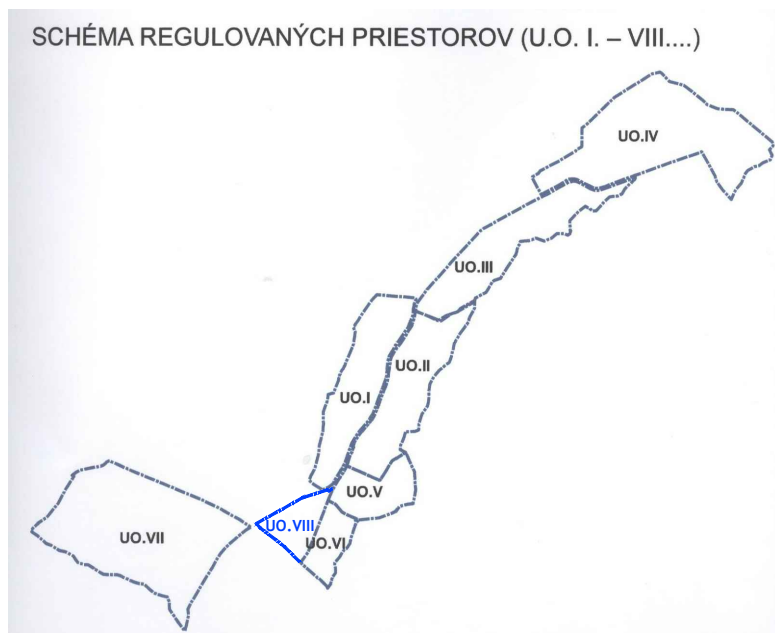 SCHÉMA REGULOVANÝCH PRIESTOROV (U.O. I. – VIII....)
UO.IV
UO.III
UO.II
UO.I
UO.V
UO.VIII
UO.VII
UO.VI